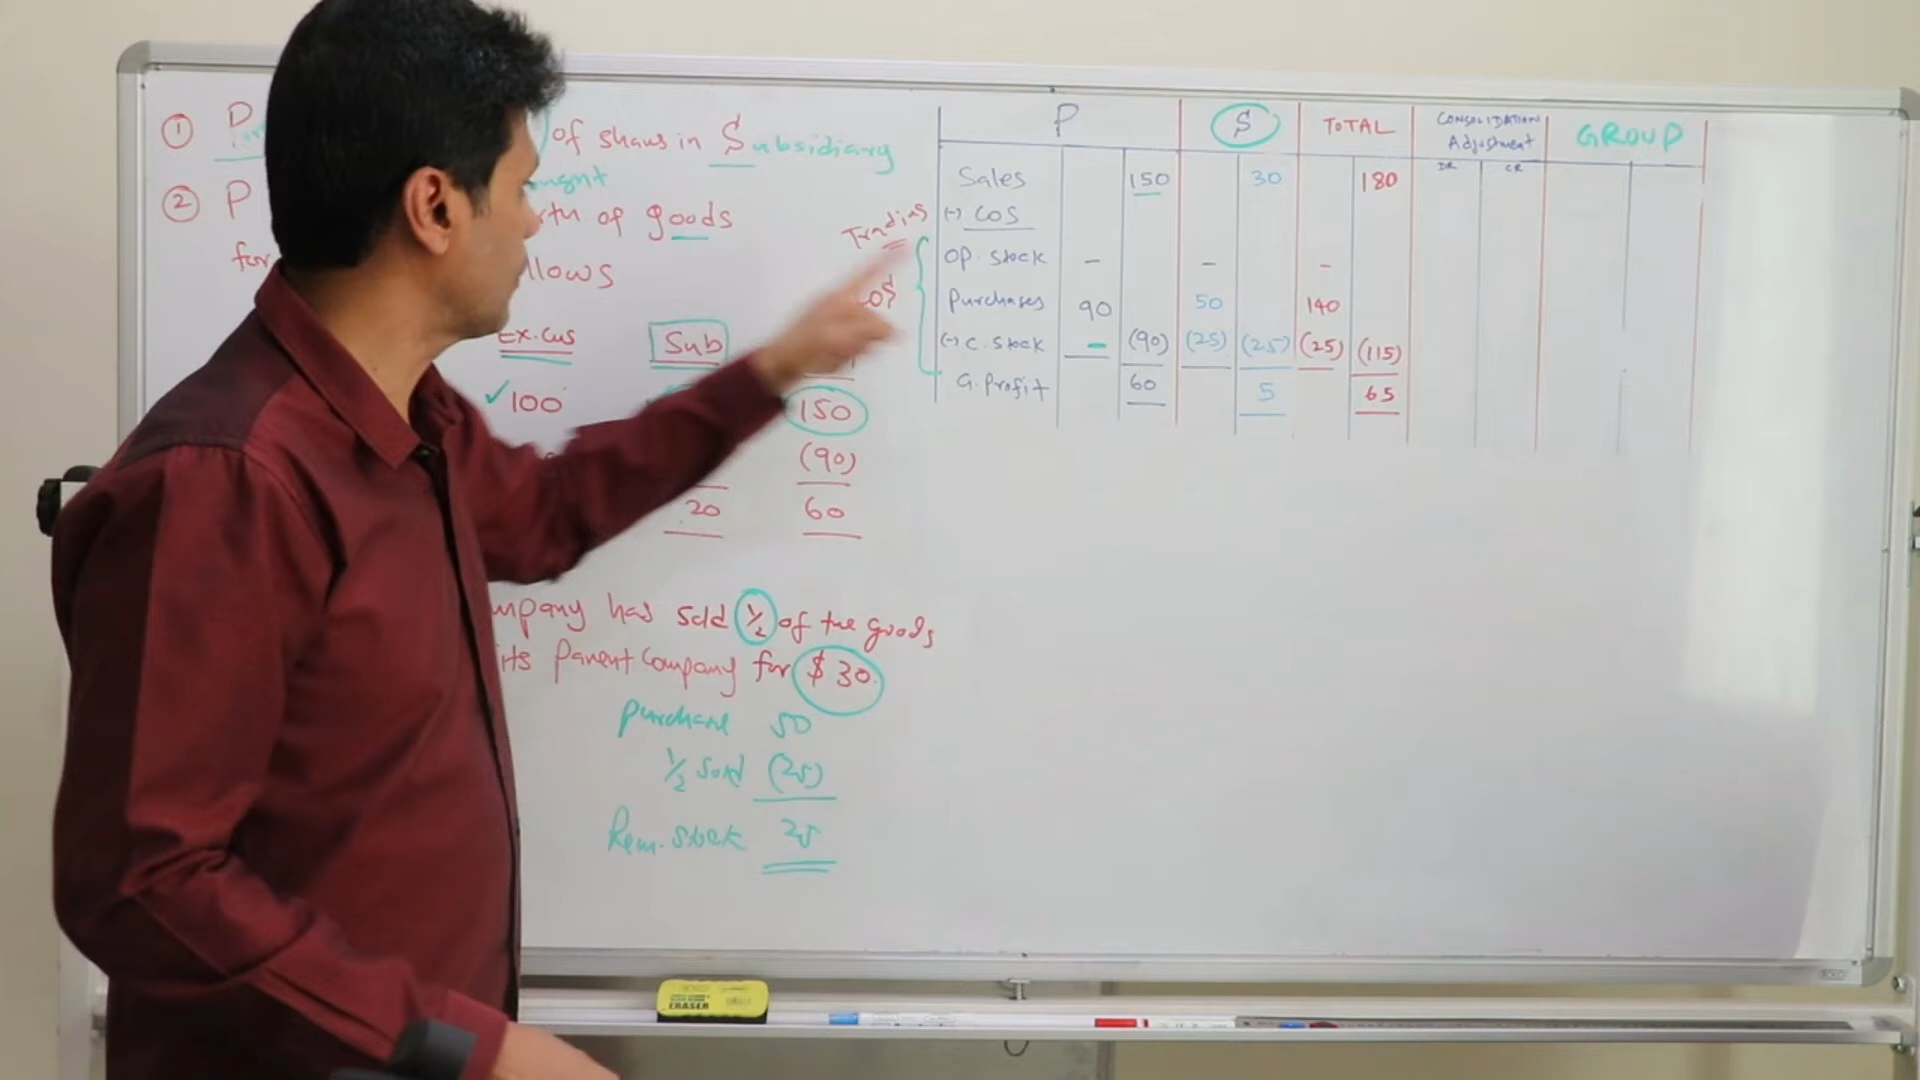 ① P of shares in Subsidiary
② P of goods
for llows
Ex.Cus Sub
✓100 150
(90)
20 60
mpany has sold 1/2 of the goods
its Parent Company for $30.
Purchase 50
1/2 Sold (25)
Rem. Stock 25
Trading
P S TOTAL CONSOLIDATION Adjustment GROUP
DR CR
Sales 150 30 180
(-) COS
OP. Stock - - -
Purchases 90 50 140
(-) C. Stock - (90) (25) (25) (25) (115)
G. Profit 60 5 65
ERASER